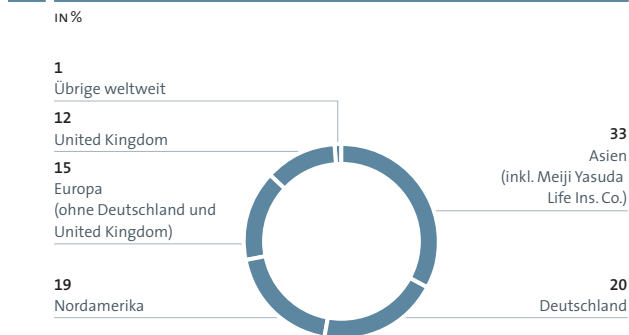 IN %
1
Übrige weltweit
12
United Kingdom
15
Europa
(ohne Deutschland und
United Kingdom)
19
Nordamerika
33
Asien
(inkl. Meiji Yasuda
Life Ins. Co.)
20
Deutschland